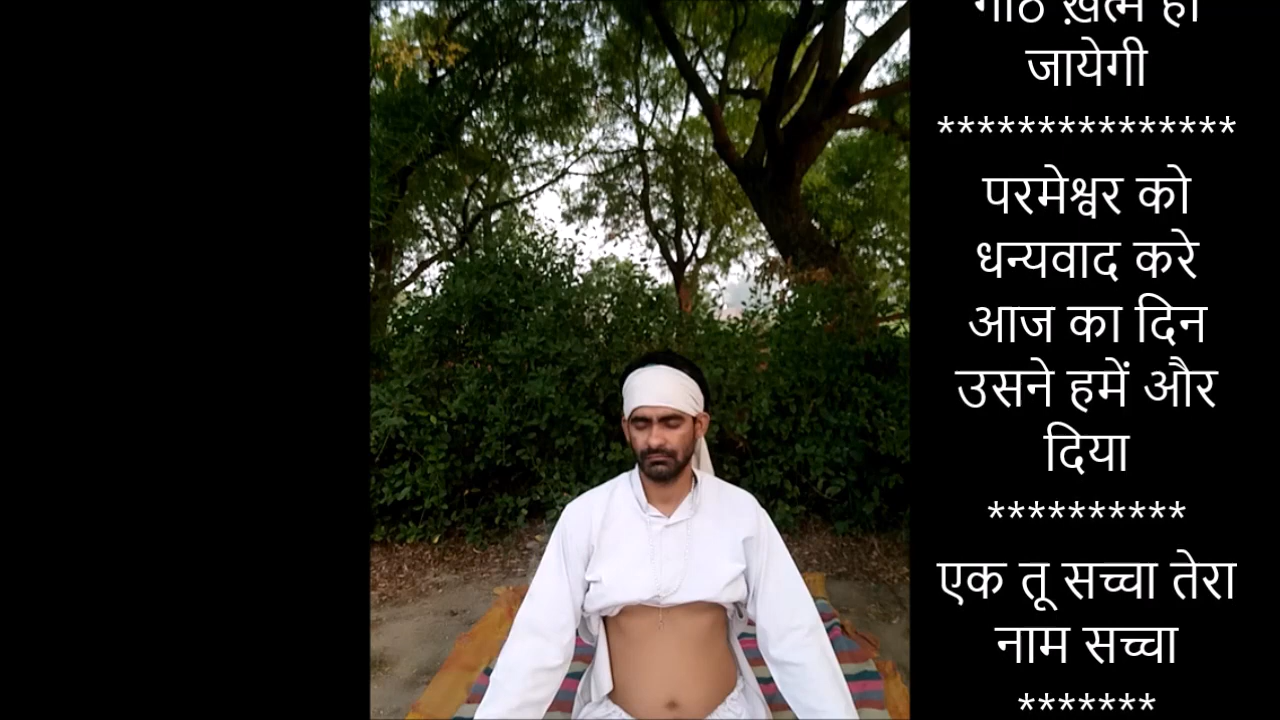 गांठ ख़त्म हो
जायेगी
***************
परमेश्वर को
धन्यवाद करे
आज का दिन
उसने हमें और
दिया
**********
एक तू सच्चा तेरा
नाम सच्चा
*******